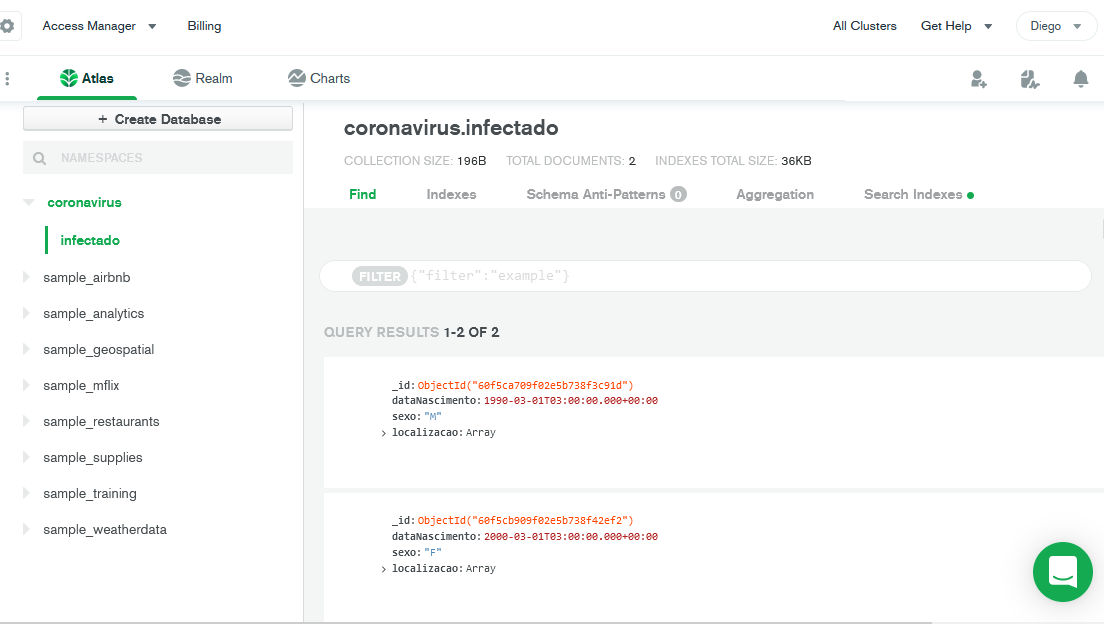 Access Manager Billing All Clusters Get Help Diego
Atlas Realm Charts
+ Create Database
NAMESPACES
coronavirus
infectado
sample_airbnb
sample_analytics
sample_geospatial
sample_mflix
sample_restaurants
sample_supplies
sample_training
sample_weatherdata
coronavirus.infectado
COLLECTION SIZE: 196B TOTAL DOCUMENTS: 2 INDEXES TOTAL SIZE: 36KB
Find Indexes Schema Anti-Patterns 0 Aggregation Search Indexes
FILTER {"filter":"example"}
QUERY RESULTS 1-2 OF 2
_id: ObjectId("60f5ca709f02e5b738f3c91d")
dataNascimento: 1990-03-01T03:00:00.000+00:00
sexo: "M"
> localizacao: Array
_id: ObjectId("60f5cb909f02e5b738f42ef2")
dataNascimento: 2000-03-01T03:00:00.000+00:00
sexo: "F"
> localizacao: Array